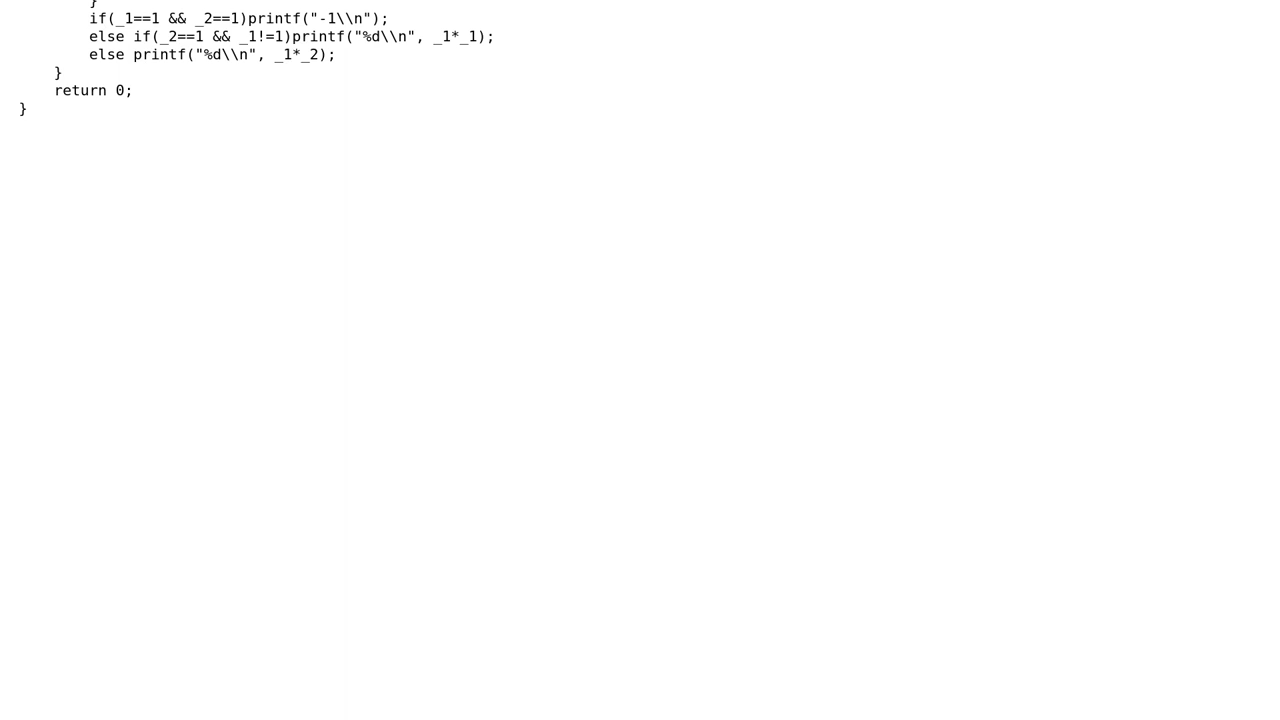 }
if(_1==1 && _2==1)printf("-1\\n");
else if(_2==1 && _1!=1)printf("%d\\n", _1*_1);
else printf("%d\\n", _1*_2);
}
return 0;
}